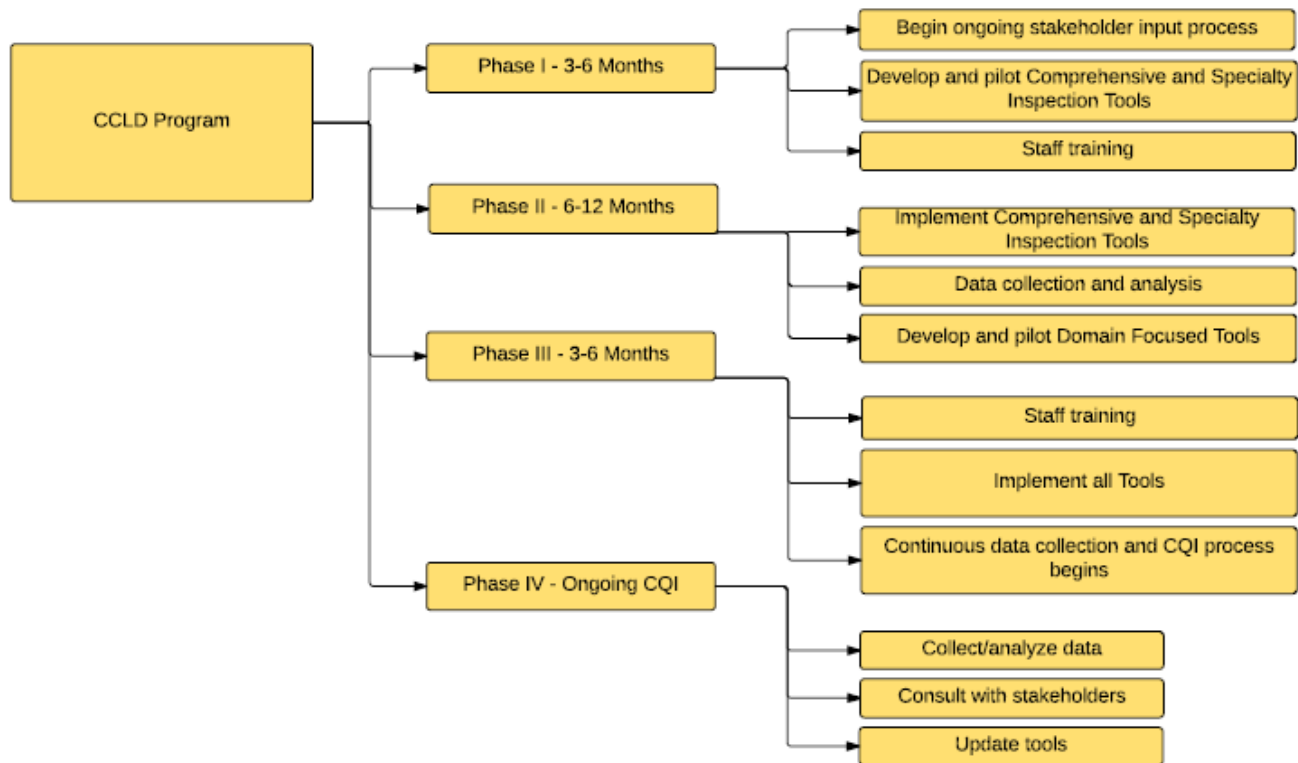 CCLD Program
Phase I - 3-6 Months
Begin ongoing stakeholder input process
Develop and pilot Comprehensive and Specialty
Inspection Tools
Staff training
Phase II - 6-12 Months
Implement Comprehensive and Specialty
Inspection Tools
Data collection and analysis
Develop and pilot Domain Focused Tools
Phase III - 3-6 Months
Staff training
Implement all Tools
Continuous data collection and CQI process
begins
Phase IV - Ongoing CQI
Collect/analyze data
Consult with stakeholders
Update tools